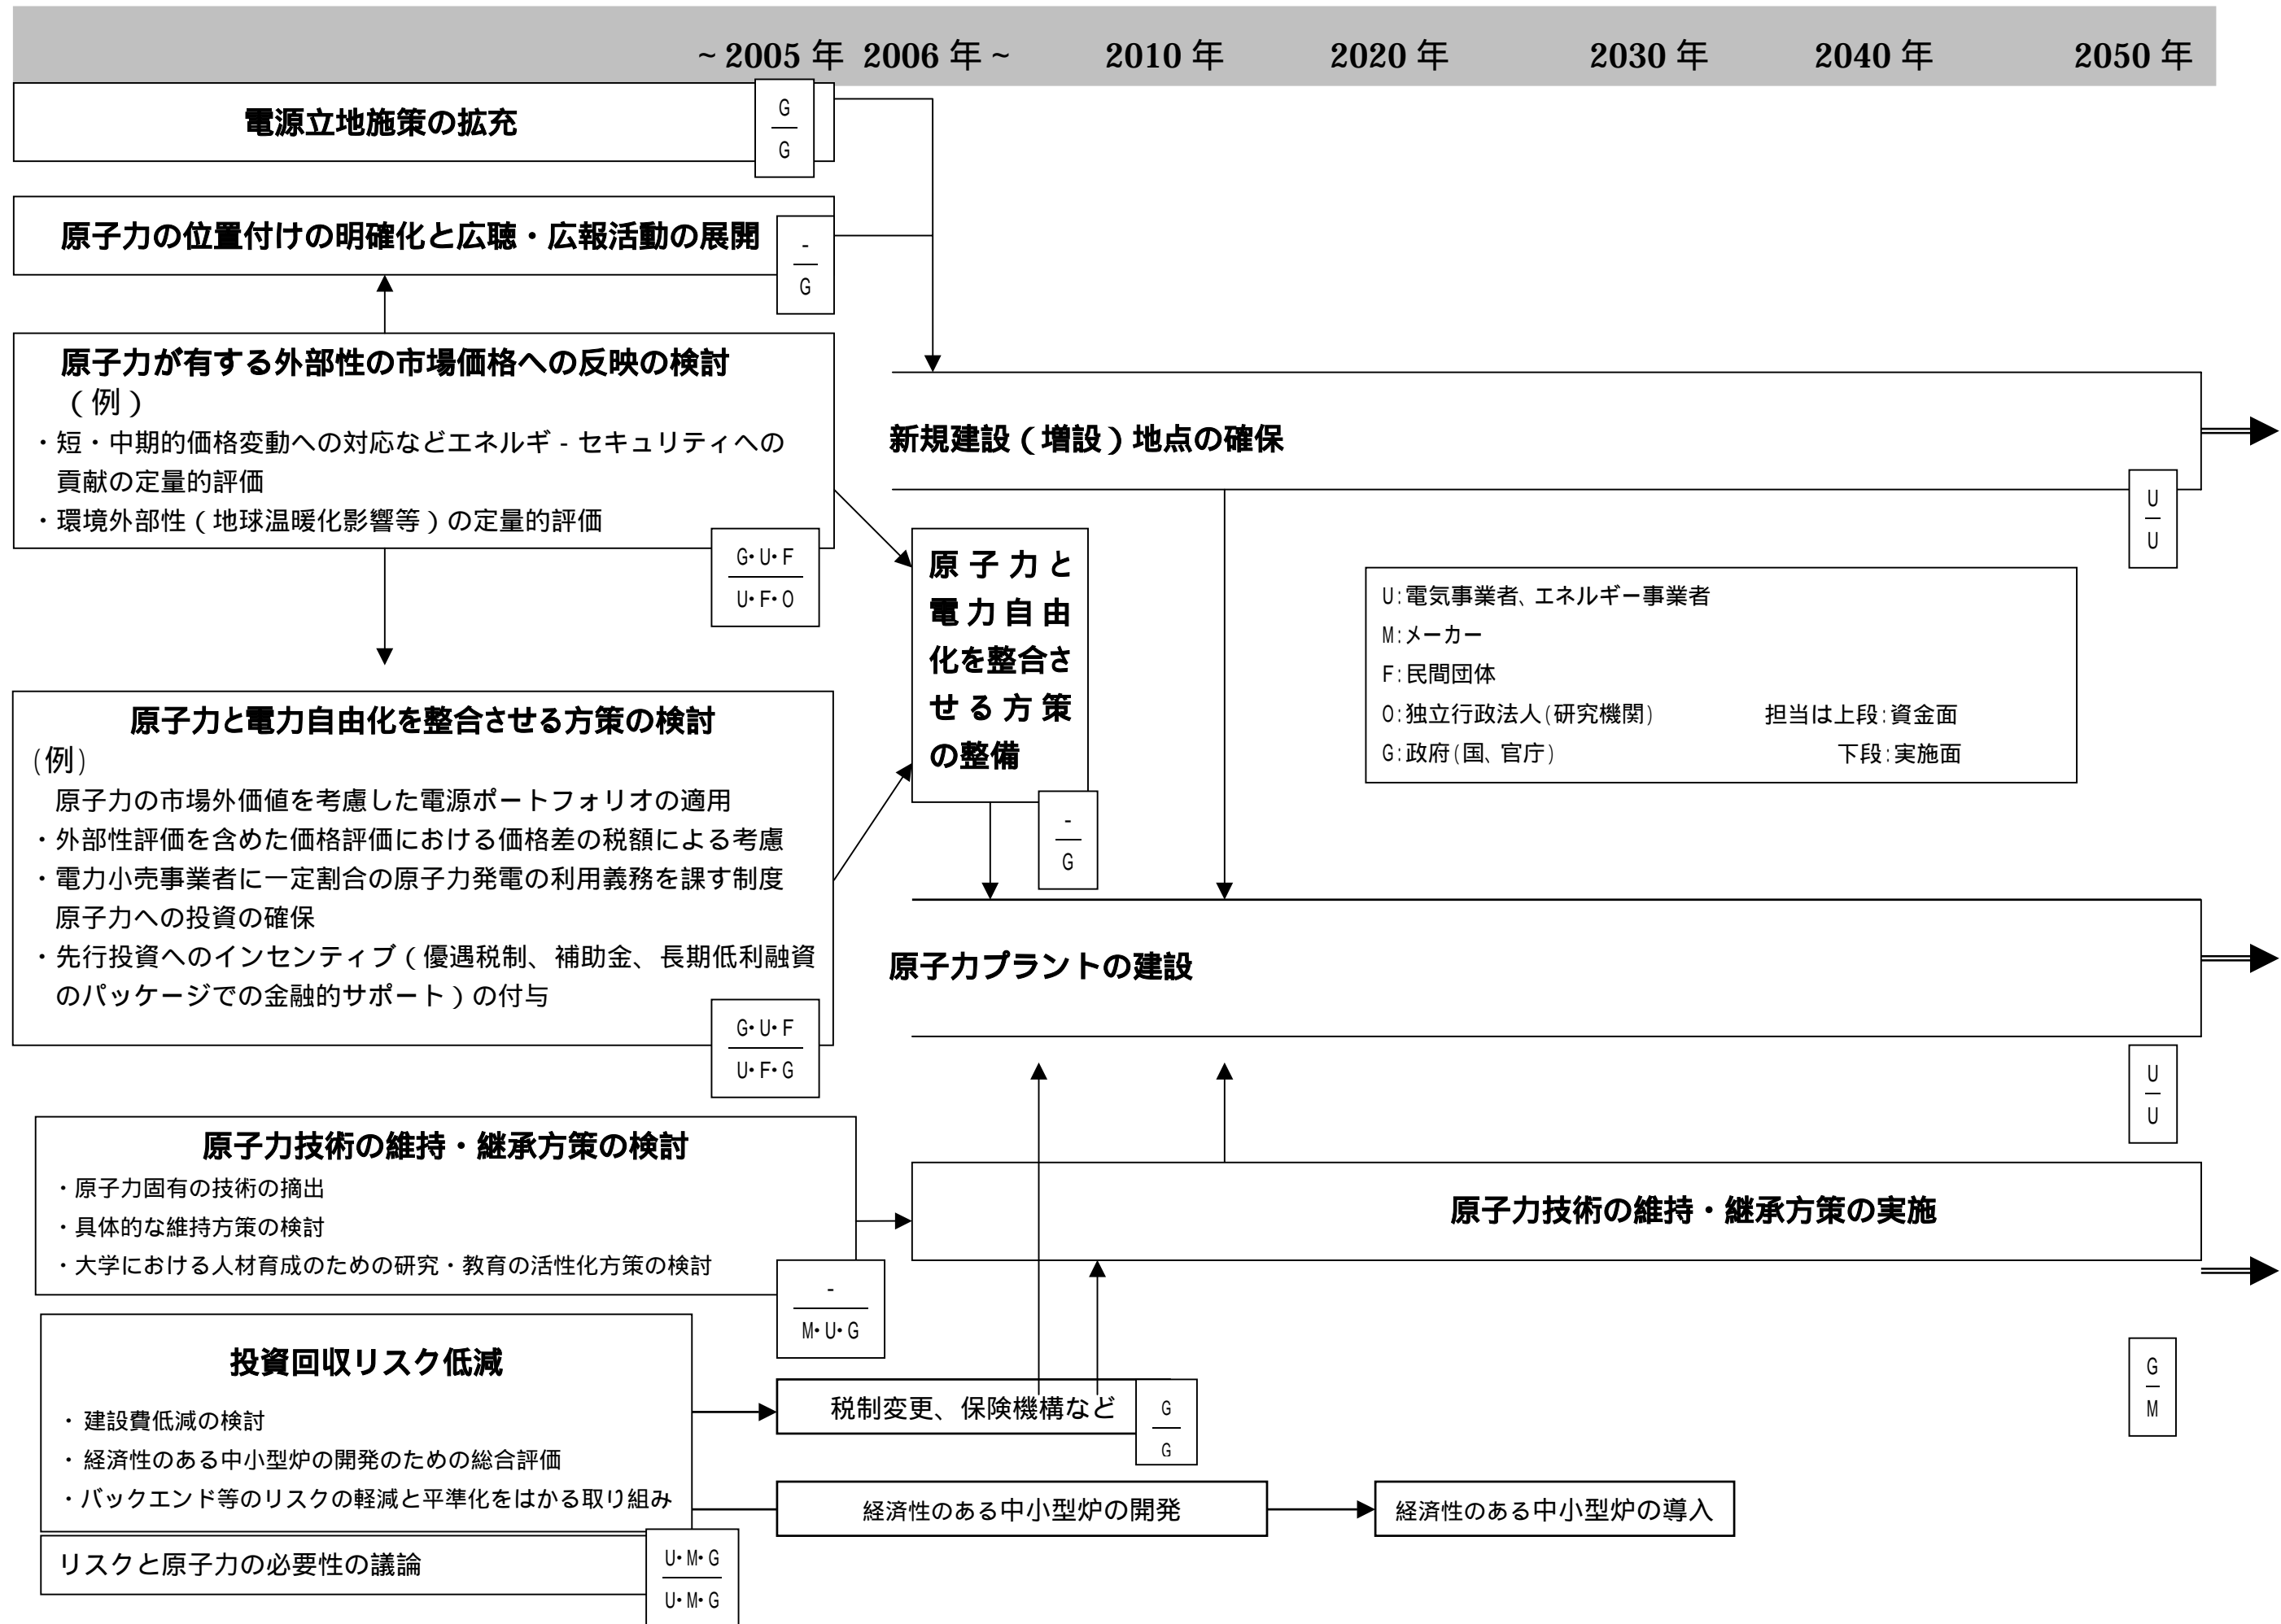 ~ 2005 年 2006 年 ~ 2010 年 2020 年 2030 年 2040 年 2050 年
電源立地施策の拡充
G
G
原子力の位置付けの明確化と広聴・広報活動の展開
-
G
原子力が有する外部性の市場価格への反映の検討
(例)
・短・中期的価格変動への対応などエネルギ‐セキュリティへの
貢献の定量的評価
・環境外部性(地球温暖化影響等)の定量的評価
G・U・F
U・F・O
新規建設(増設)地点の確保
U
U
原子力と
電力自由
化を整合さ
せる方策
の整備
-
G
U:電気事業者、エネルギー事業者
M:メーカー
F:民間団体
O:独立行政法人(研究機関) 担当は上段:資金面
G:政府(国、官庁) 下段:実施面
原子力と電力自由化を整合させる方策の検討
(例)
原子力の市場外価値を考慮した電源ポートフォリオの適用
・外部性評価を含めた価格評価における価格差の税額による考慮
・電力小売事業者に一定割合の原子力発電の利用義務を課す制度
原子力への投資の確保
・先行投資へのインセンティブ(優遇税制、補助金、長期低利融資
のパッケージでの金融的サポート)の付与
G・U・F
U・F・G
原子力プラントの建設
U
U
原子力技術の維持・継承方策の検討
・原子力固有の技術の摘出
・具体的な維持方策の検討
・大学における人材育成のための研究・教育の活性化方策の検討
-
M・U・G
原子力技術の維持・継承方策の実施
G
M
投資回収リスク低減
・ 建設費低減の検討
・ 経済性のある中小型炉の開発のための総合評価
・バックエンド等のリスクの軽減と平準化をはかる取り組み
税制変更、保険機構など
G
G
経済性のある中小型炉の開発
経済性のある中小型炉の導入
リスクと原子力の必要性の議論
U・M・G
U・M・G